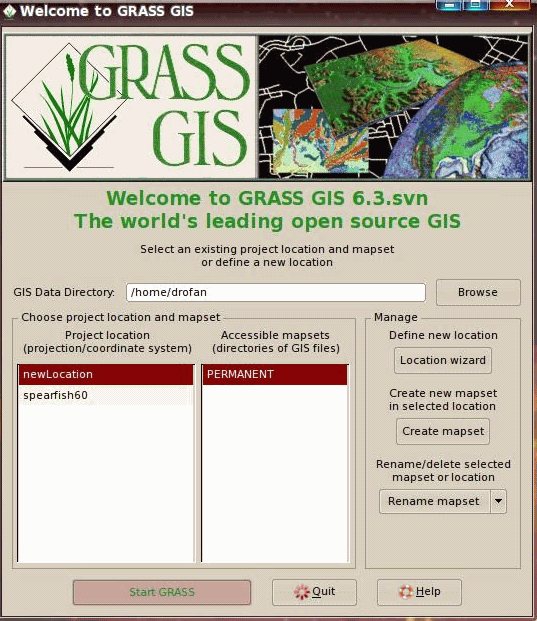 Welcome to GRASS GIS
GRASS
GIS
Welcome to GRASS GIS 6.3.svn
The world's leading open source GIS
Select an existing project location and mapset
or define a new location
GIS Data Directory: /home/drofan Browse
Choose project location and mapset
Project location
(projection/coordinate system)
Accessible mapsets
(directories of GIS files)
newLocation
spearfish60
PERMANENT
Manage
Define new location
Location wizard
Create new mapset
in selected location
Create mapset
Rename/delete selected
mapset or location
Rename mapset
Start GRASS Quit Help